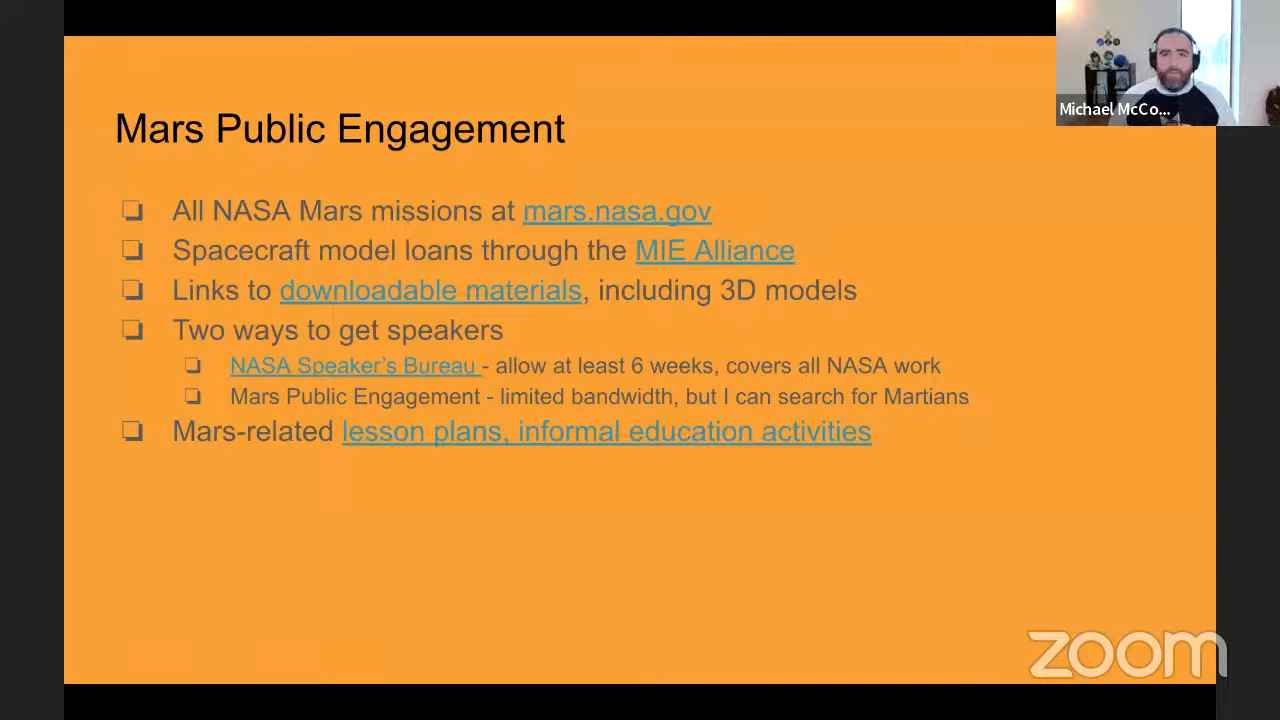 Michael McCo...
Mars Public Engagement
❏ All NASA Mars missions at mars.nasa.gov
❏ Spacecraft model loans through the MIE Alliance
❏ Links to downloadable materials, including 3D models
❏ Two ways to get speakers
❏ NASA Speaker’s Bureau - allow at least 6 weeks, covers all NASA work
❏ Mars Public Engagement - limited bandwidth, but I can search for Martians
❏ Mars-related lesson plans, informal education activities
zoom